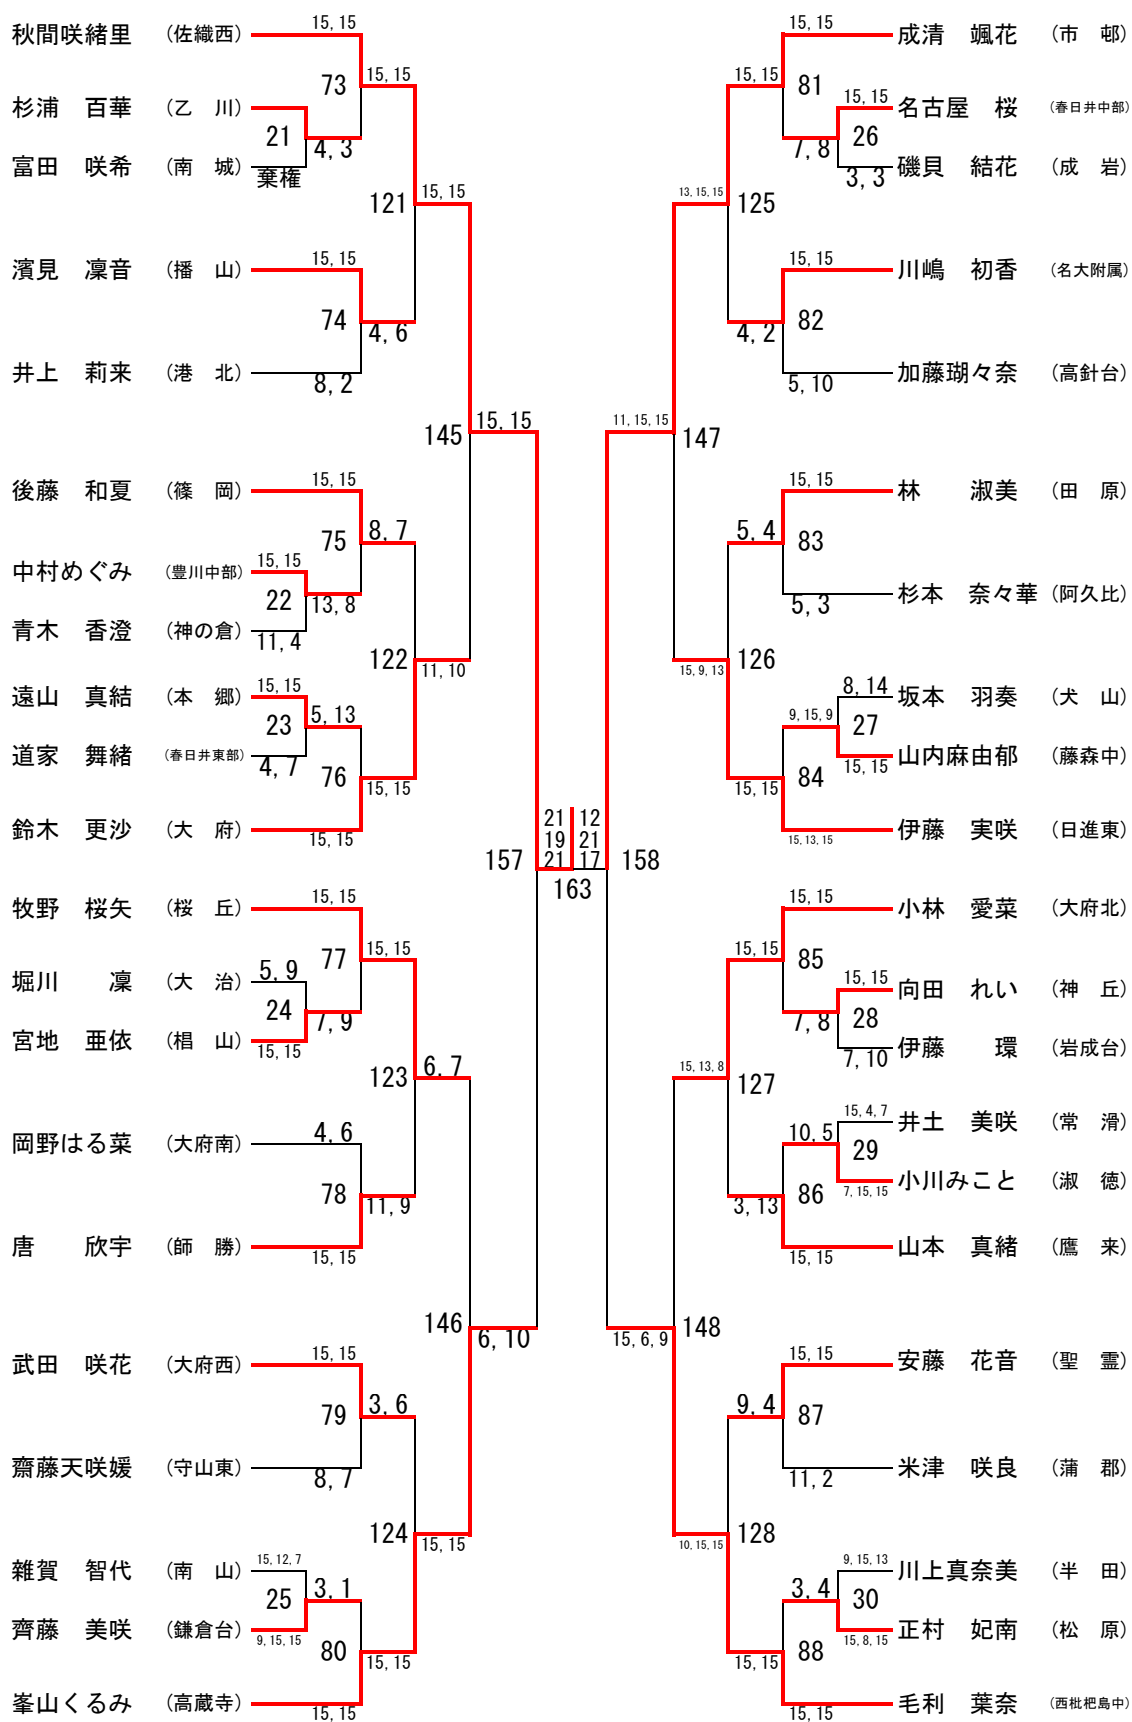 15, 15
秋間咲緒里 （佐織西）
73
15, 15
杉浦 百華 （乙 川）
21
4, 3
富田 咲希 （南 城）
棄権
121
15, 15
15, 15
濱見 凜音 （播 山）
74
4, 6
井上 莉来 （港 北）
8, 2
145
15, 15
15, 15
後藤 和夏 （篠 岡）
75
8, 7
15, 15
中村めぐみ （豊川中部）
22
13, 8
青木 香澄 （神の倉）
11, 4
122
11, 10
15, 15
遠山 真結 （本 郷）
23
5, 13
道家 舞緒 （春日井東部）
4, 7
76
15, 15
鈴木 更沙 （大 府）
15, 15
157
21 12
19 21
21 17
163
158
15, 15
牧野 桜矢 （桜 丘）
77
15, 15
5, 9
堀川 凜 （大 治）
24
7, 9
宮地 亜依 （椙 山）
15, 15
123
6, 7
4, 6
岡野はる菜 （大府南）
78
11, 9
唐 欣宇 （師 勝）
15, 15
146
6, 10
15, 15
武田 咲花 （大府西）
79
3, 6
齋藤天咲媛 （守山東）
8, 7
124
15, 15
15, 12, 7
雑賀 智代 （南 山）
25
3, 1
齊藤 美咲 （鎌倉台）
9, 15, 15
80
15, 15
峯山くるみ （高蔵寺）
15, 15
15, 15
成清 颯花 （市 邨）
15, 15
81
15, 15
名古屋 桜 （春日井中部）
26
7, 8
磯貝 結花 （成 岩）
3, 3
13, 15, 15
125
15, 15
川嶋 初香 （名大附属）
4, 2
82
加藤瑚々奈 （高針台）
5, 10
11, 15, 15
147
15, 15
林 淑美 （田 原）
5, 4
83
杉本 奈々華 （阿久比）
5, 3
126
15, 9, 13
8, 14
坂本 羽奏 （犬 山）
9, 15, 9
27
山内麻由郁 （藤森中）
15, 15
84
15, 15
伊藤 実咲 （日進東）
15, 13, 15
15, 15
小林 愛菜 （大府北）
15, 15
85
15, 15
向田 れい （神 丘）
28
7, 8
伊藤 環 （岩成台）
7, 10
15, 13, 8
127
15, 4, 7
井土 美咲 （常 滑）
10, 5
29
小川みこと （淑 徳）
7, 15, 15
86
3, 13
山本 真緒 （鷹 来）
15, 15
15, 6, 9
148
15, 15
安藤 花音 （聖 霊）
9, 4
87
米津 咲良 （蒲 郡）
11, 2
128
10, 15, 15
9, 15, 13
川上真奈美 （半 田）
3, 4
30
正村 妃南 （松 原）
15, 8, 15
88
15, 15
毛利 葉奈 （西枇杷島中）
15, 15